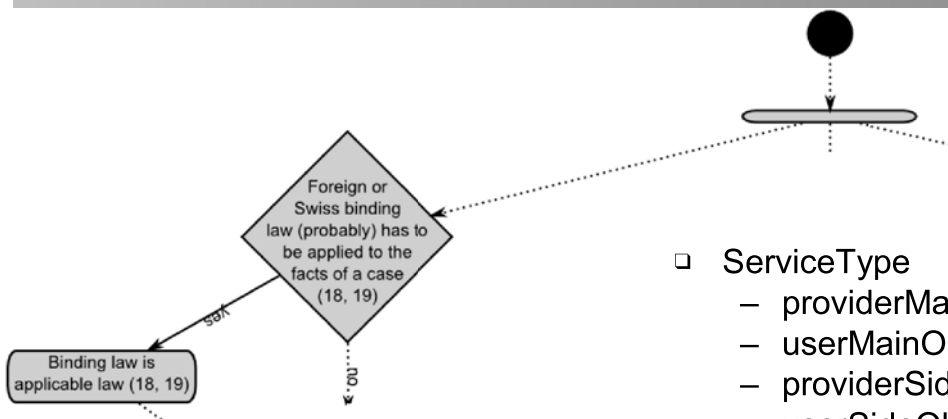 Foreign or
Swiss binding
law (probably) has to
be applied to the
facts of a case
(18, 19)
yes
no
Binding law is
applicable law (18, 19)
❑ ServiceType
– providerMa
– userMainO
– providerSid